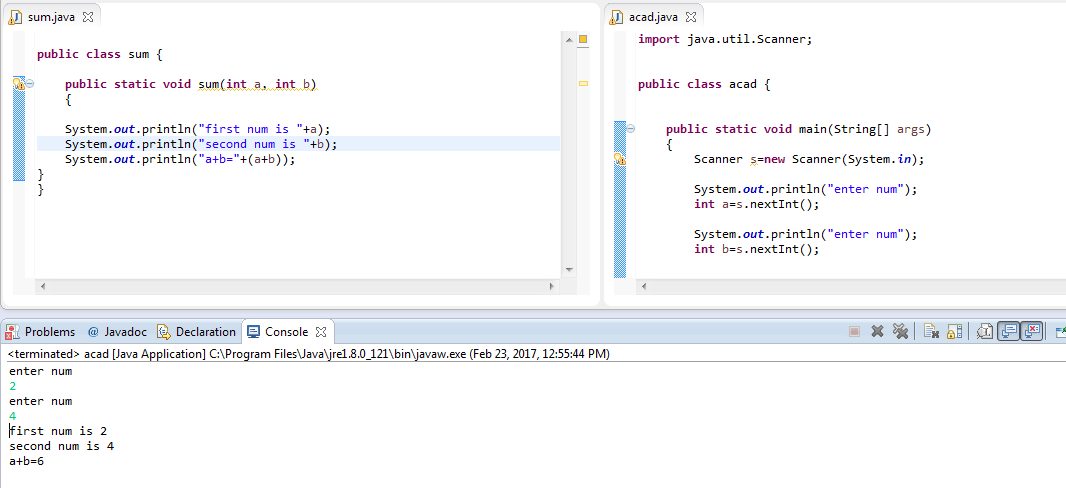 sum.java
public class sum {
public static void sum(int a, int b)
{
System.out.println("first num is "+a);
System.out.println("second num is "+b);
System.out.println("a+b="+(a+b));
}
}
acad.java
import java.util.Scanner;
public class acad {
public static void main(String[] args)
{
Scanner s=new Scanner(System.in);
System.out.println("enter num");
int a=s.nextInt();
System.out.println("enter num");
int b=s.nextInt();
Problems @ Javadoc Declaration Console
<terminated> acad [Java Application] C:\Program Files\Java\jre1.8.0_121\bin\javaw.exe (Feb 23, 2017, 12:55:44 PM)
enter num
2
enter num
4
first num is 2
second num is 4
a+b=6